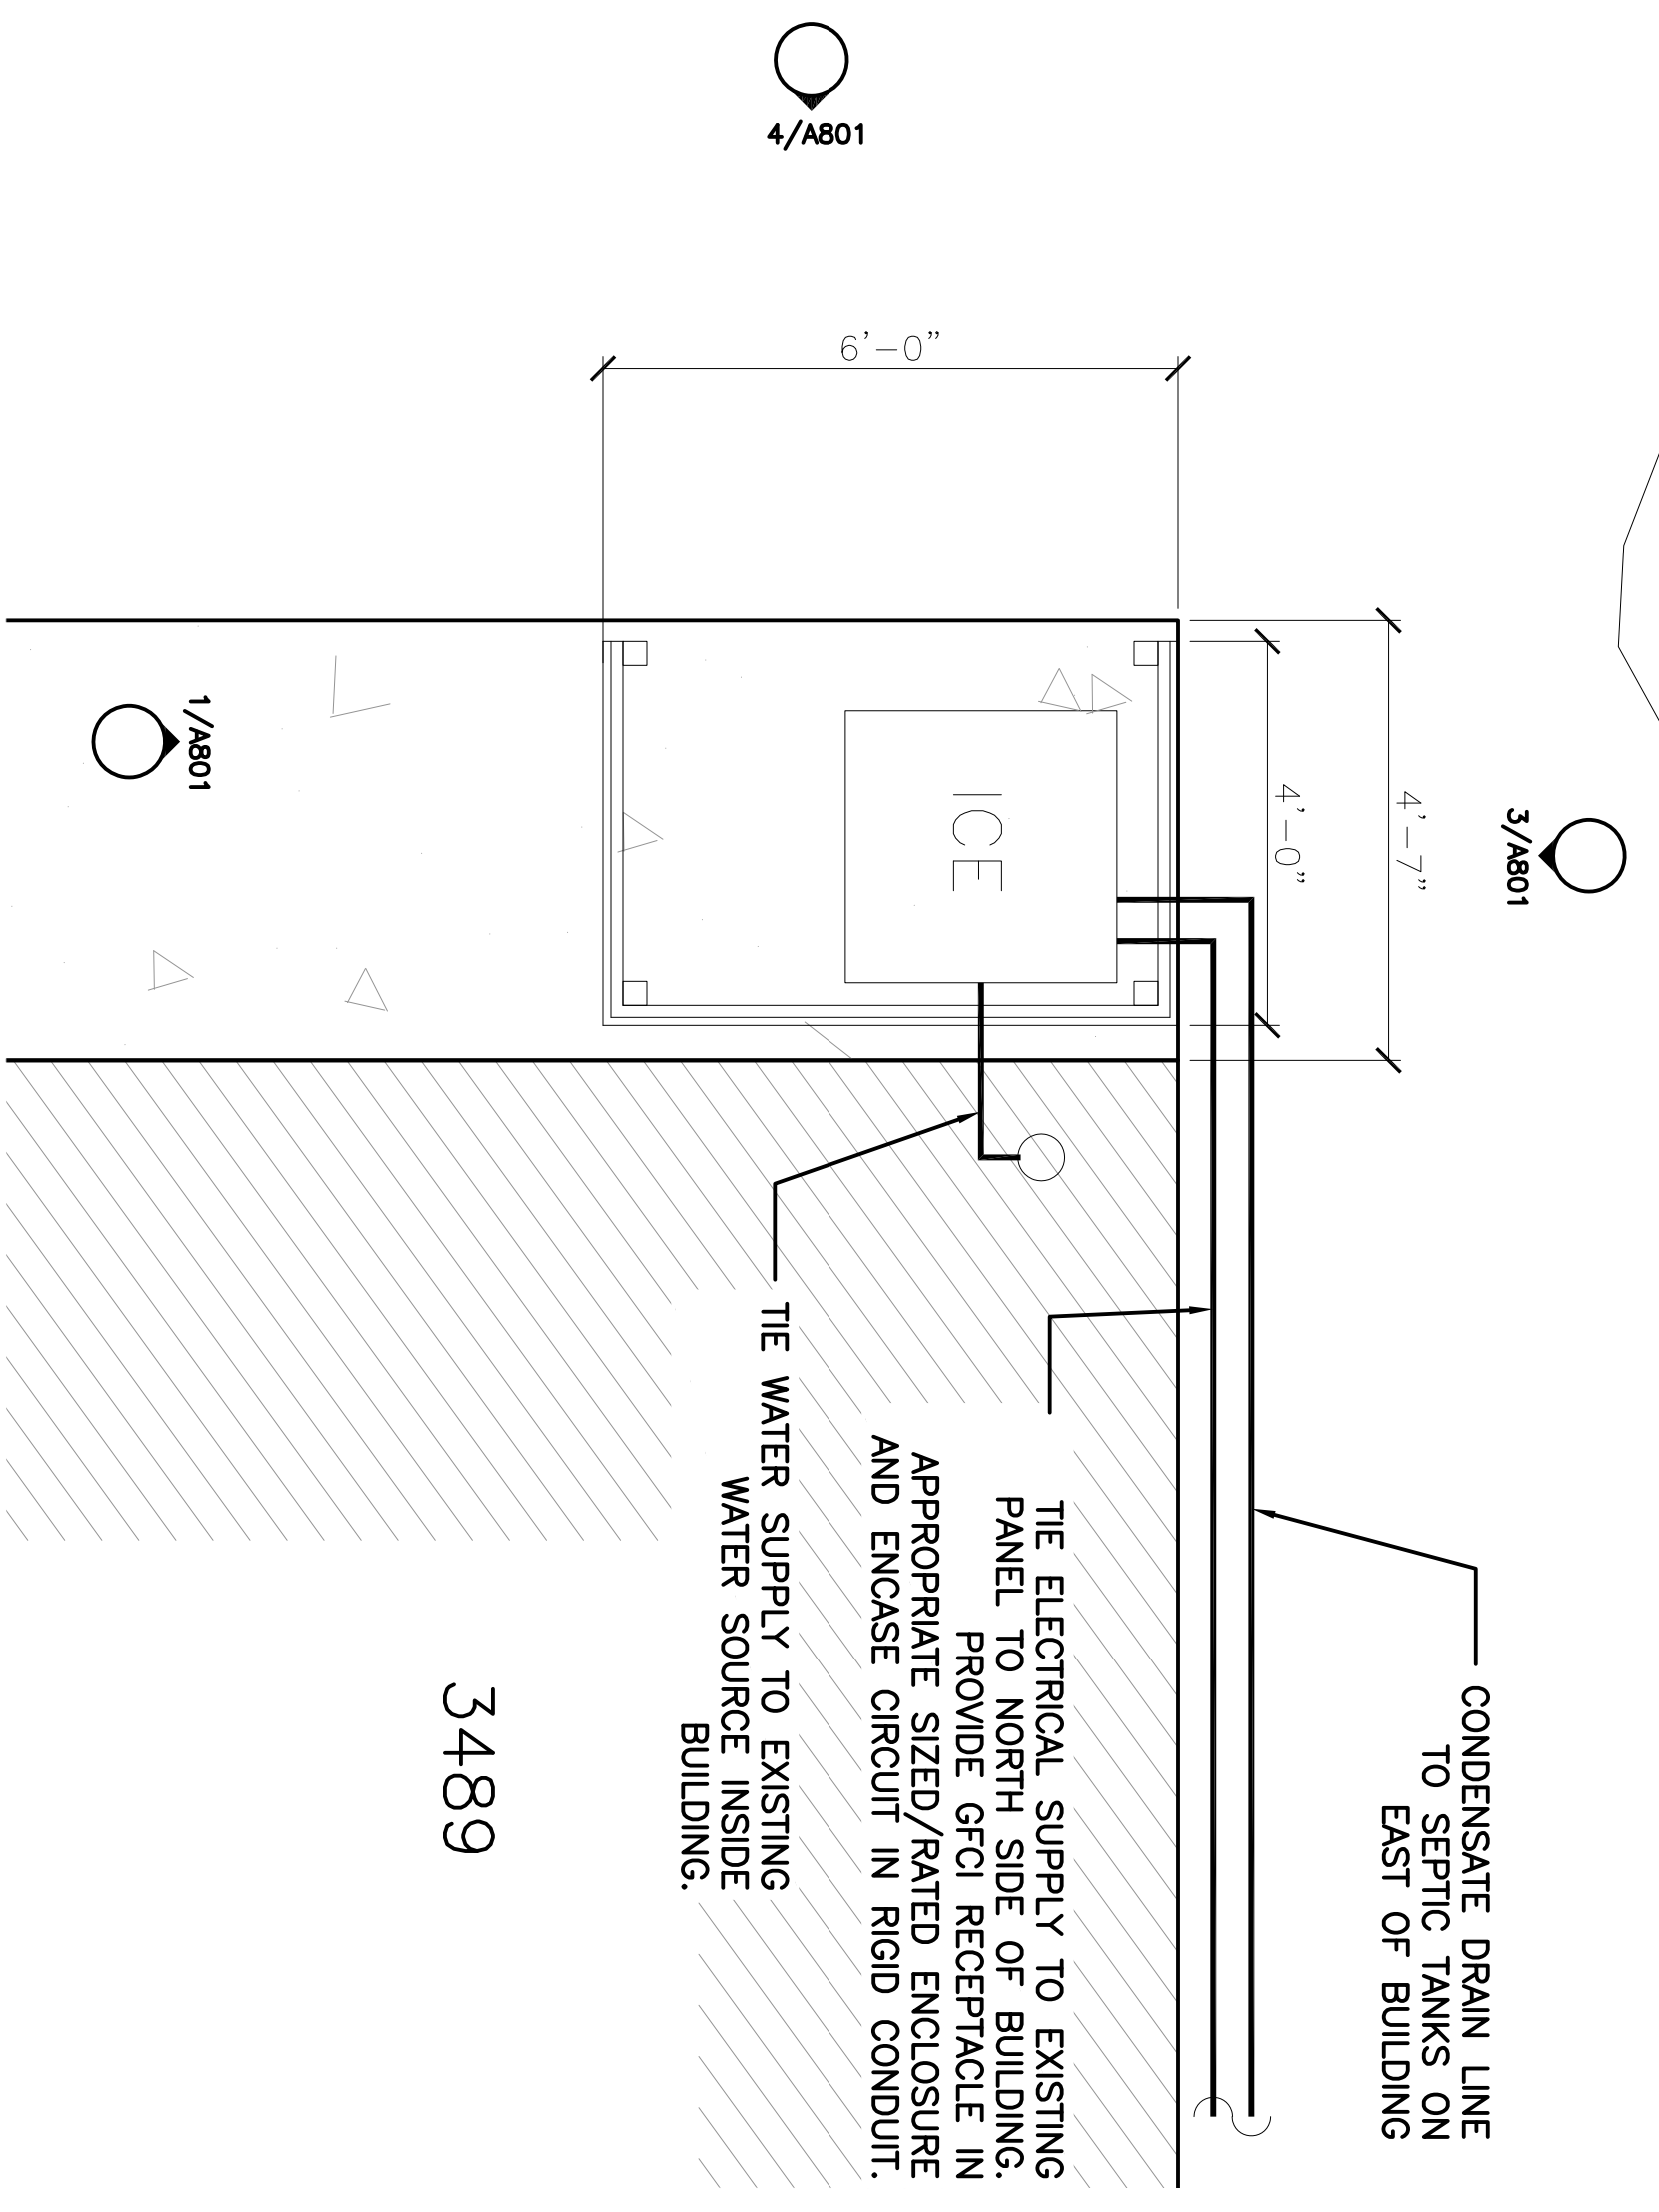 4/A801
6'-0"
4'-7"
4'-0"
3/A801
1/A801
ICE
CONDENSATE DRAIN LINE
TO SEPTIC TANKS ON
EAST OF BUILDING
TIE ELECTRICAL SUPPLY TO EXISTING
PANEL TO NORTH SIDE OF BUILDING.
PROVIDE GFCI RECEPTACLE IN
APPROPRIATE SIZED/RATED ENCLOSURE
AND ENCASE CIRCUIT IN RIGID CONDUIT.
TIE WATER SUPPLY TO EXISTING
WATER SOURCE INSIDE
BUILDING.
3489